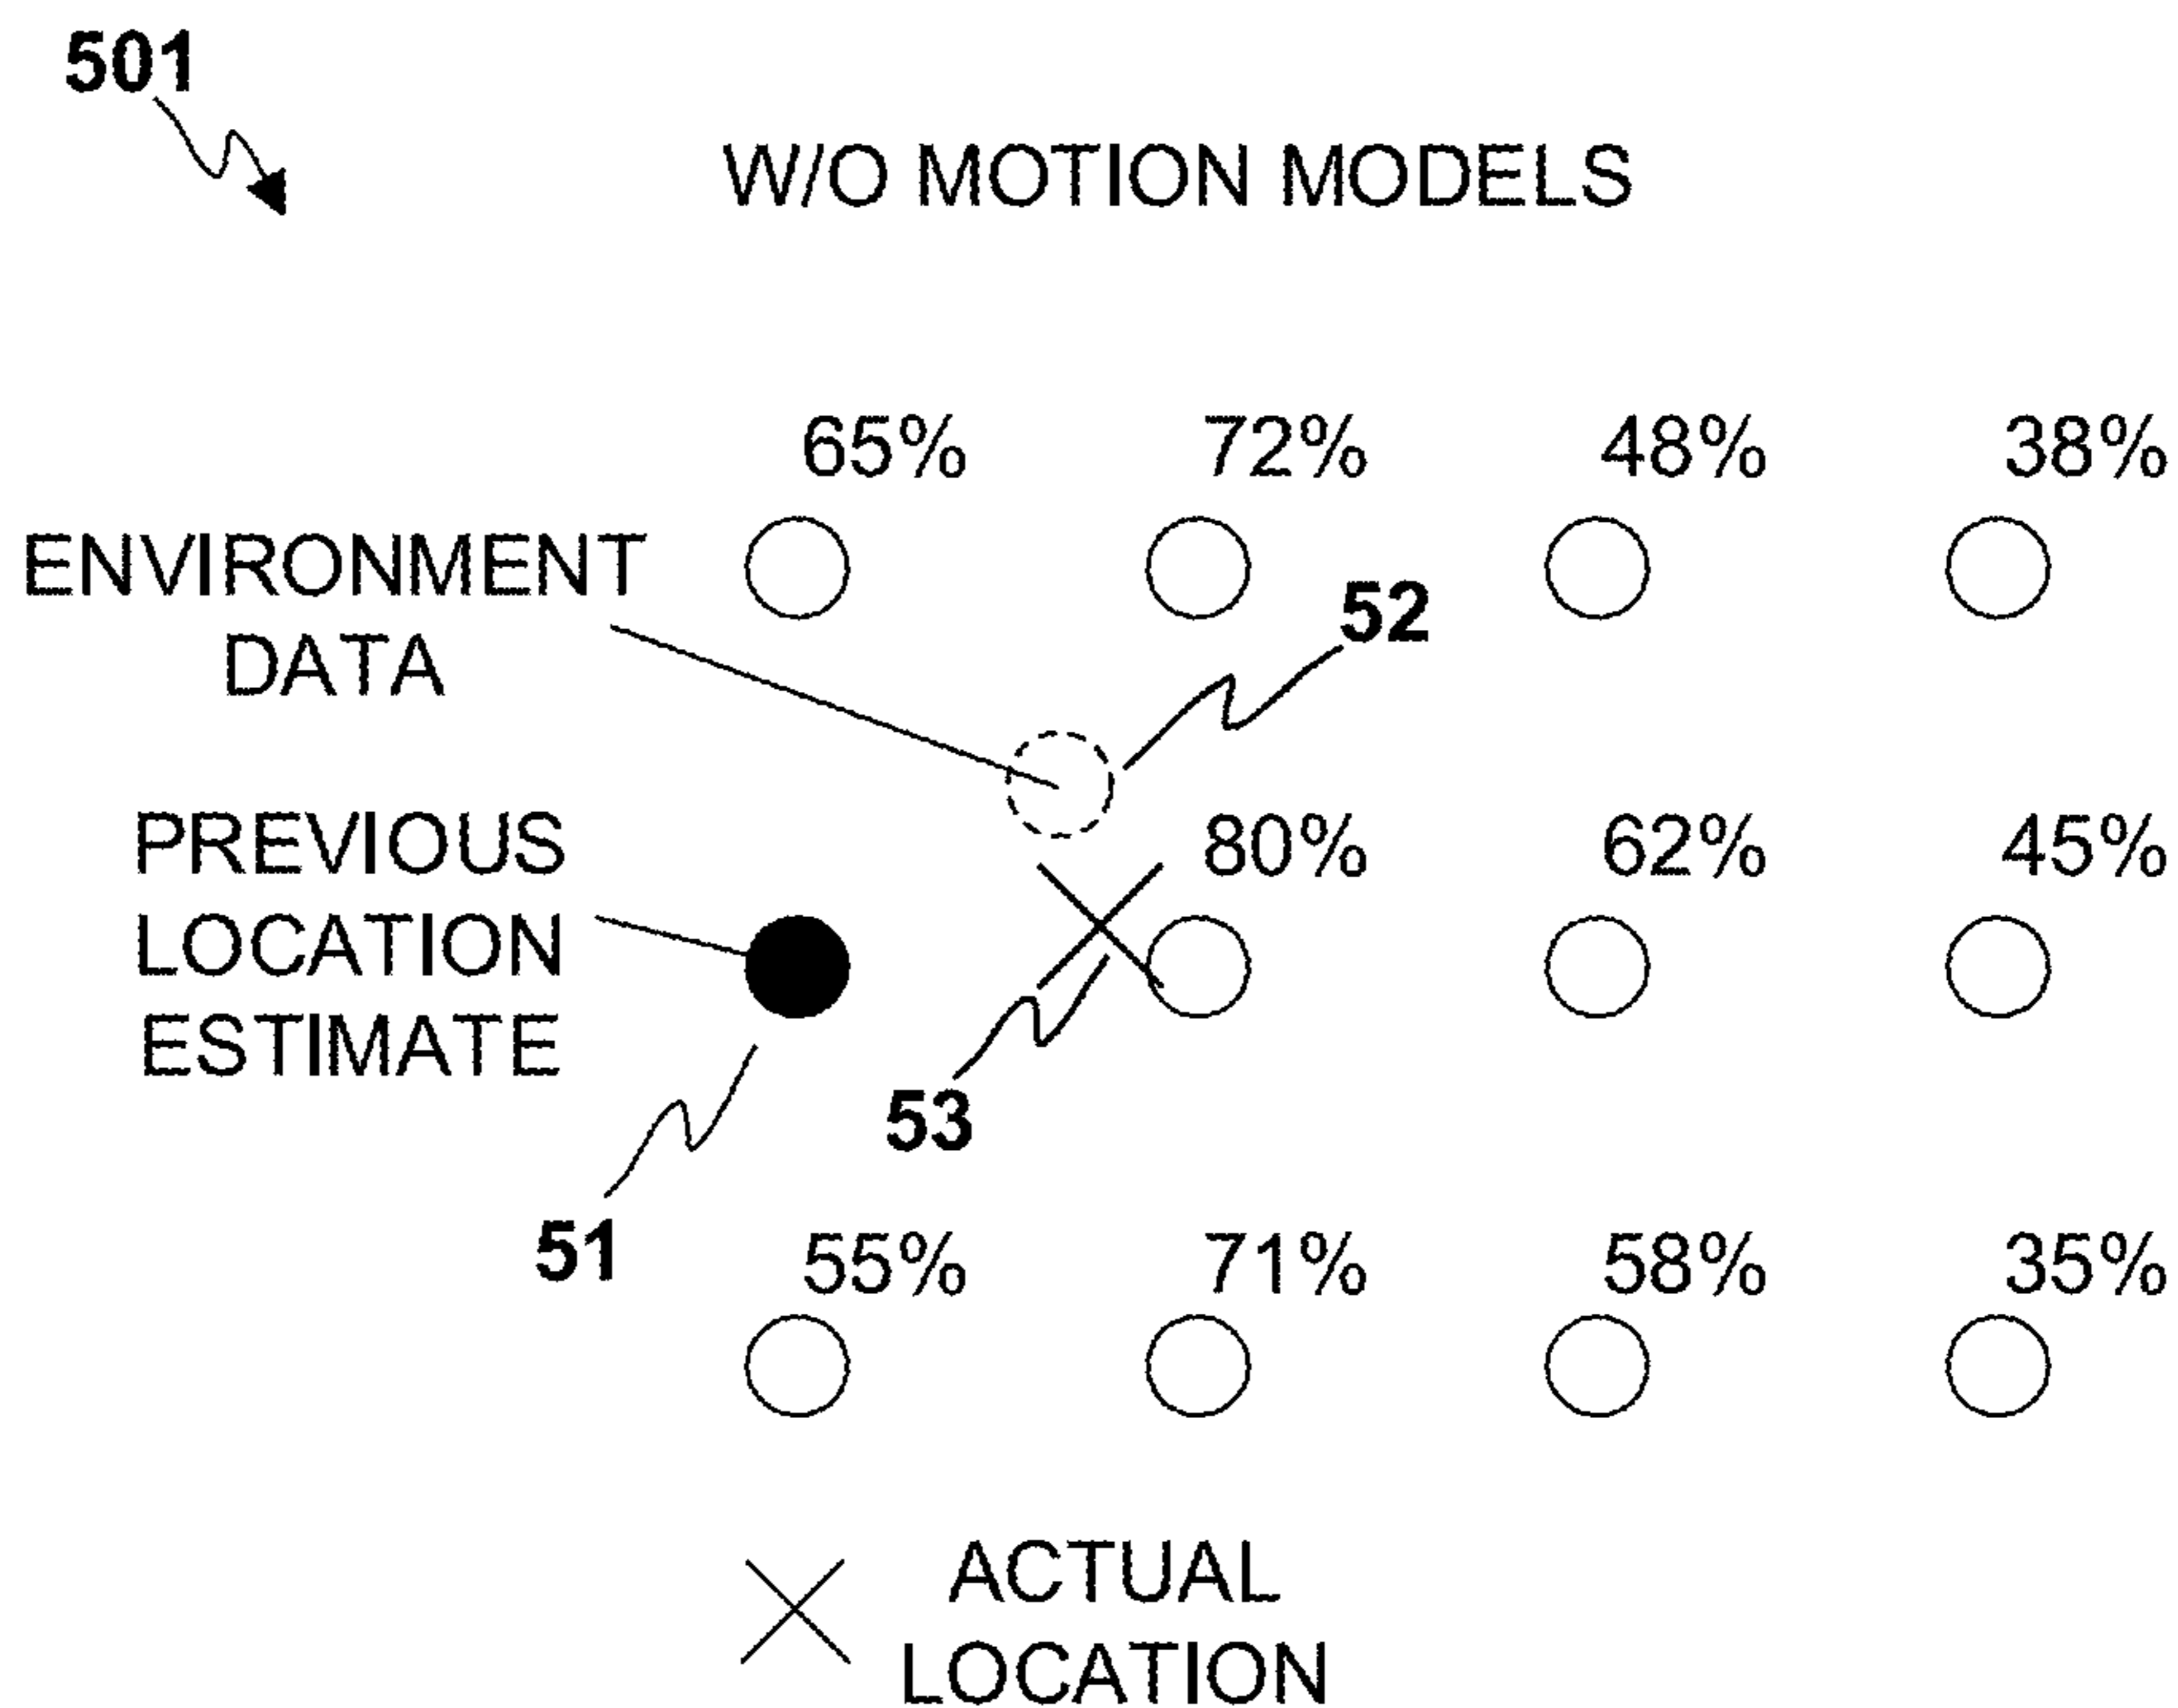 501
W/O MOTION MODELS
65% 72% 48% 38%
ENVIRONMENT
DATA
52
PREVIOUS
LOCATION
ESTIMATE
80% 62% 45%
53
51
55% 71% 58% 35%
ACTUAL
LOCATION